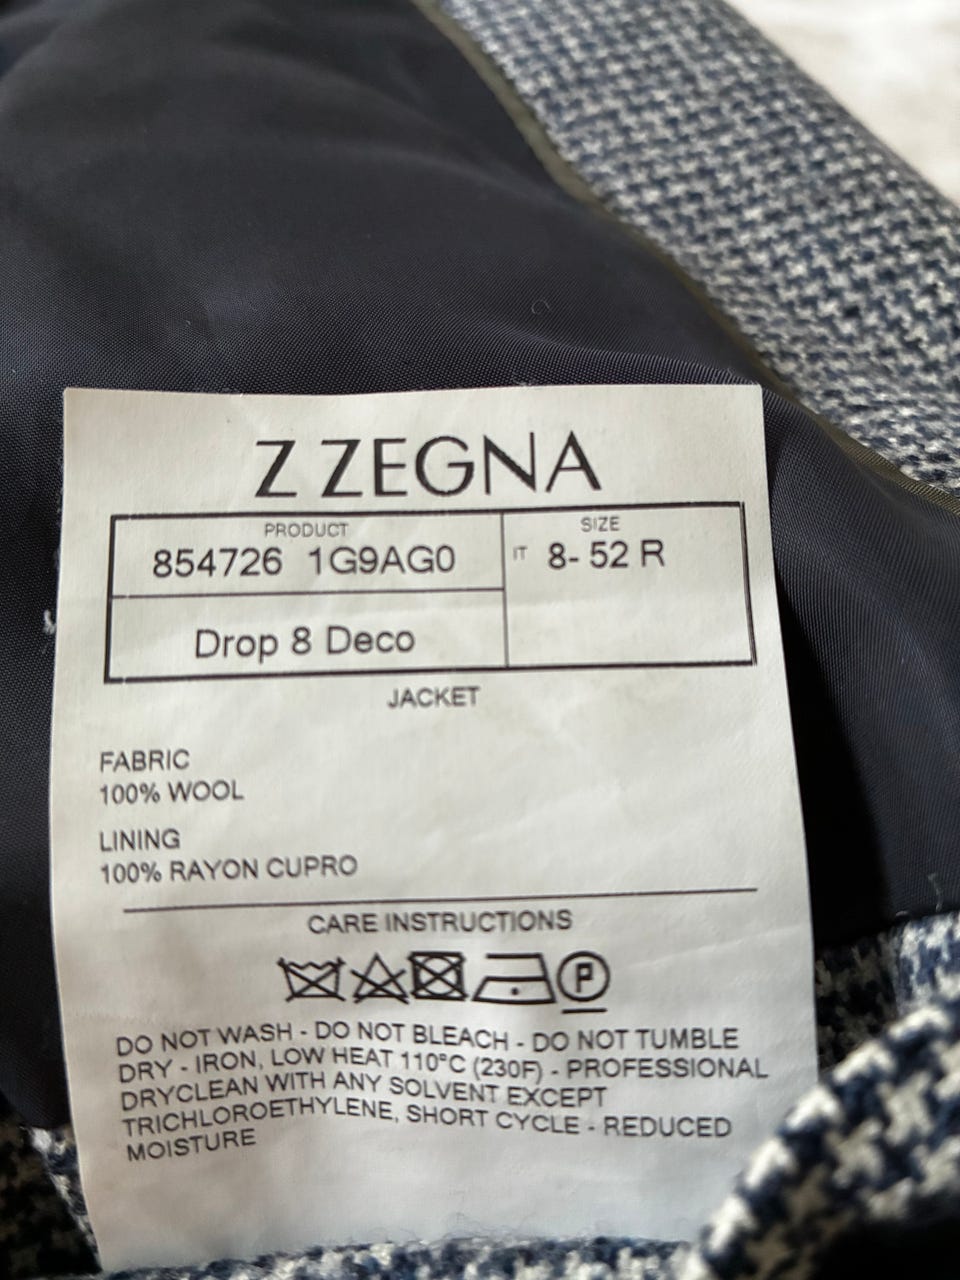 Z ZEGNA
PRODUCT
854726 1G9AG0
SIZE
IT 8- 52 R
Drop 8 Deco
JACKET
FABRIC
100% WOOL
LINING
100% RAYON CUPRO
CARE INSTRUCTIONS
P
DO NOT WASH - DO NOT BLEACH - DO NOT TUMBLE
DRY - IRON, LOW HEAT 110°C (230F) - PROFESSIONAL
DRYCLEAN WITH ANY SOLVENT EXCEPT
TRICHLOROETHYLENE, SHORT CYCLE - REDUCED
MOISTURE